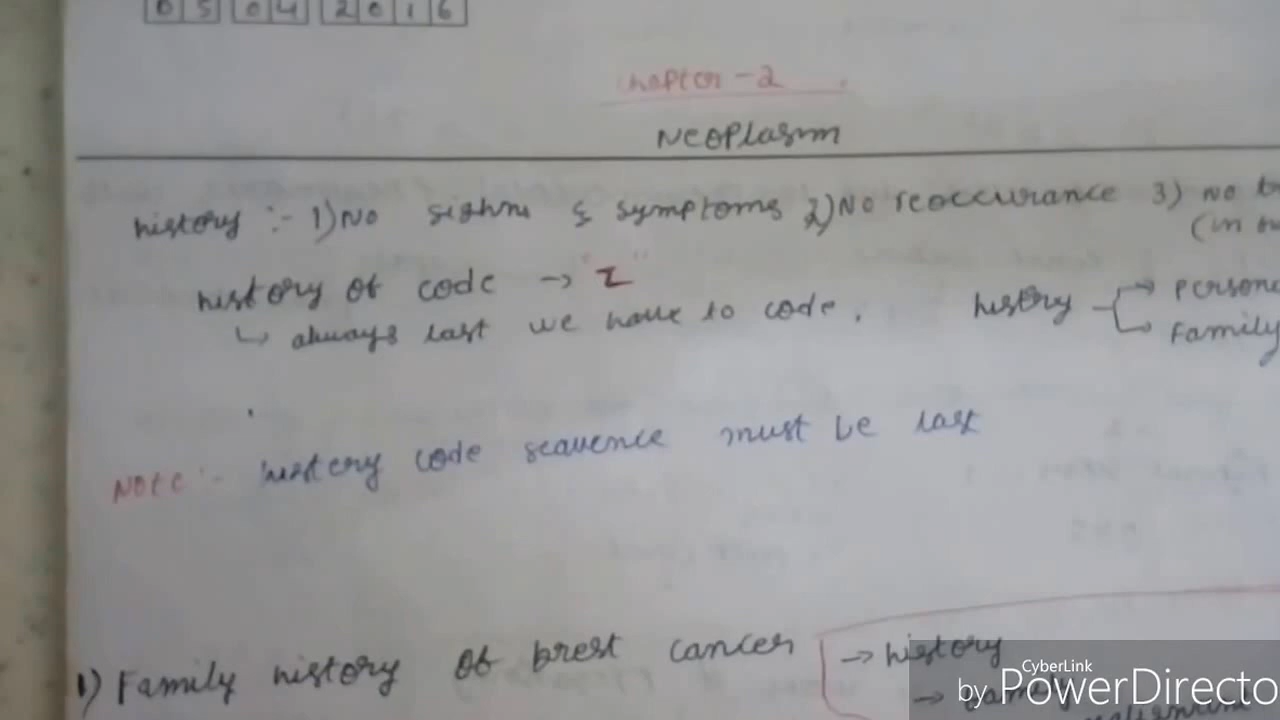 05 04 2016
chapter - 2
Neoplasm
history :- 1) No sighns & symptoms 2) No reoccurance 3) No
history of code → "Z"
↳ always last we have to code.
history → Persona
→ Family
Note :- history code seauence must be last
1) Family history of brest cancer → history
→ family
CyberLink
by PowerDirecto